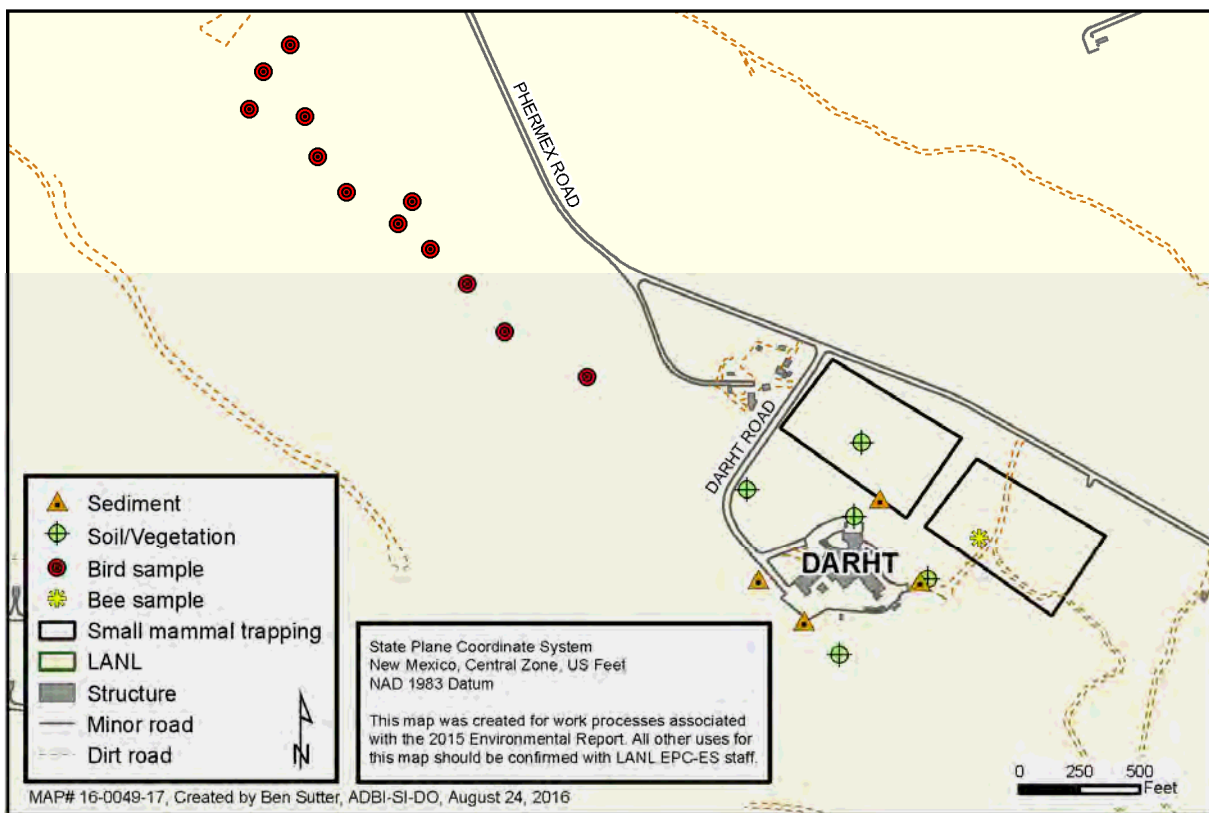 PHERMEX ROAD
DARHT ROAD
DARHT
Sediment
Soil/Vegetation
Bird sample
Bee sample
Small mammal trapping
LANL
Structure
Minor road
Dirt road
N
State Plane Coordinate System
New Mexico, Central Zone, US Feet
NAD 1983 Datum
This map was created for work processes associated
with the 2015 Environmental Report. All other uses for
this map should be confirmed with LANL EPC-ES staff.
0 250 500
Feet
MAP# 16-0049-17, Created by Ben Sutter, ADBI-SI-DO, August 24, 2016